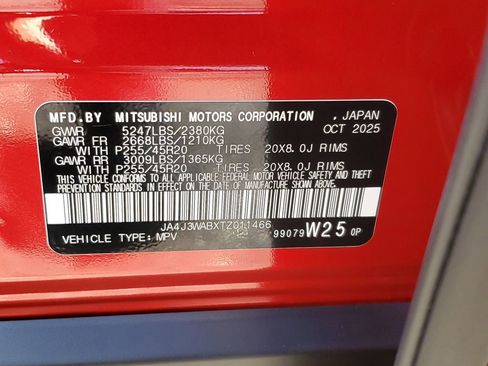 MFD.BY MITSUBISHI MOTORS CORPORATION , JAPAN
GVWR 5247LBS/2380KG OCT 2025
GAWR FR 2668LBS/1210KG
WITH P255/45R20 TIRES 20X8.0J RIMS
GAWR RR 3009LBS/1365KG
WITH P255/45R20 TIRES 20X8.0J RIMS
THIS VEHICLE CONFORMS TO ALL APPLICABLE FEDERAL MOTOR VEHICLE SAFETY AND THEFT
PREVENTION STANDARDS IN EFFECT ON THE DATE OF MANUFACTURE SHOWN ABOVE.
JA4J3WABXTZ011466
VEHICLE TYPE: MPV 99079 W25 0P